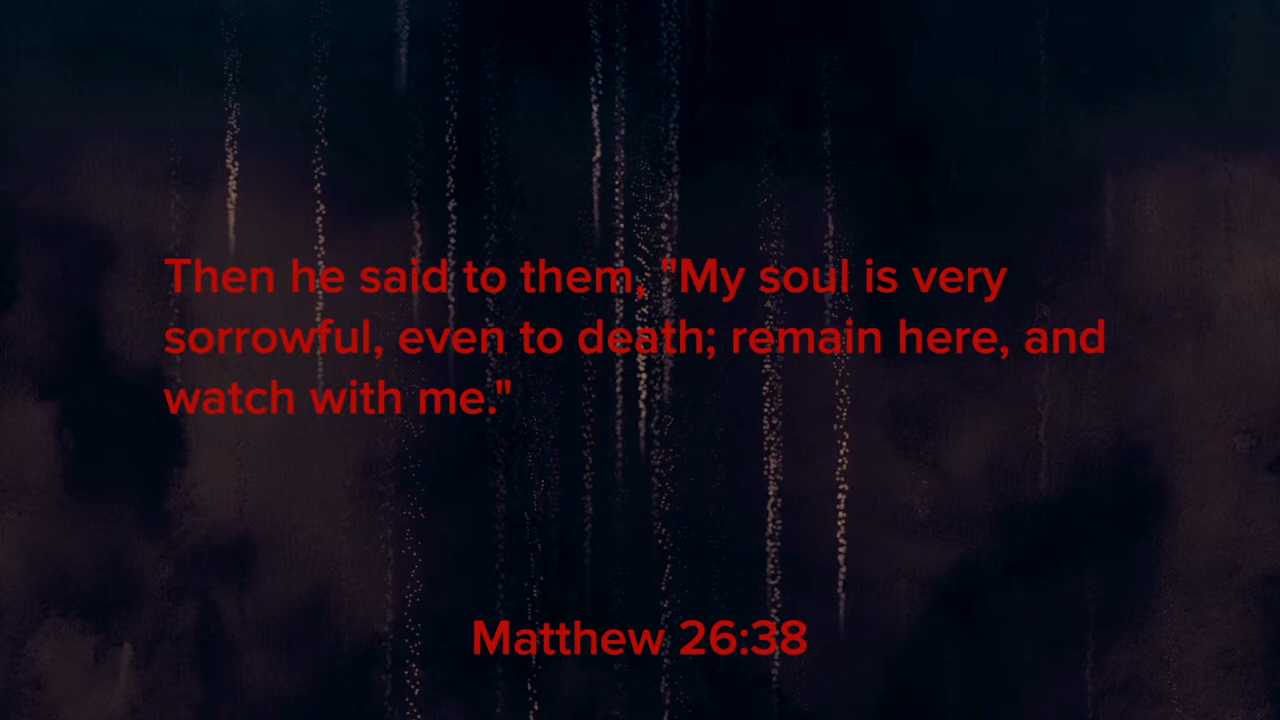 Then he said to them, "My soul is very
sorrowful, even to death; remain here, and
watch with me."
Matthew 26:38